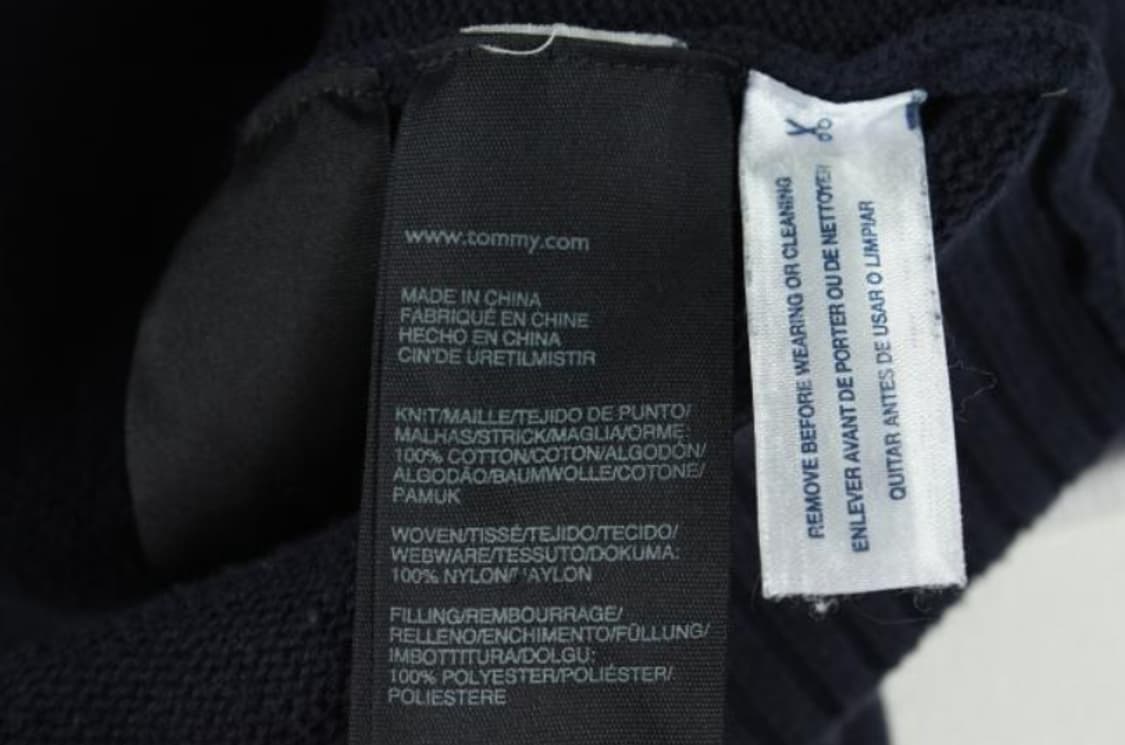 www.tommy.com
MADE IN CHINA
FABRIQUÉ EN CHINE
HECHO EN CHINA
CIN'DE URETILMISTIR
KNIT/MAILLE/TEJIDO DE PUNTO/
MALHAS/STRICK/MAGLIA/ORME:
100% COTTON/COTON/ALGODÓN/
ALGODÃO/BAUMWOLLE/COTONE/
PAMUK
WOVEN/TISSÉ/TEJIDO/TECIDO/
WEBWARE/TESSUTO/DOKUMA:
100% NYLON/
FILLING/REMBOURRAGE/
RELLENO/ENCHIMENTO/FÜLLUNG/
IMBOTTITURA/DOLGU:
100% POLYESTER/POLIÉSTER/
POLIESTERE
REMOVE BEFORE WEARING OR CLEANING
ENLEVER AVANT DE PORTER OU DE NETTOYER
QUITAR ANTES DE USAR O LIMPIAR